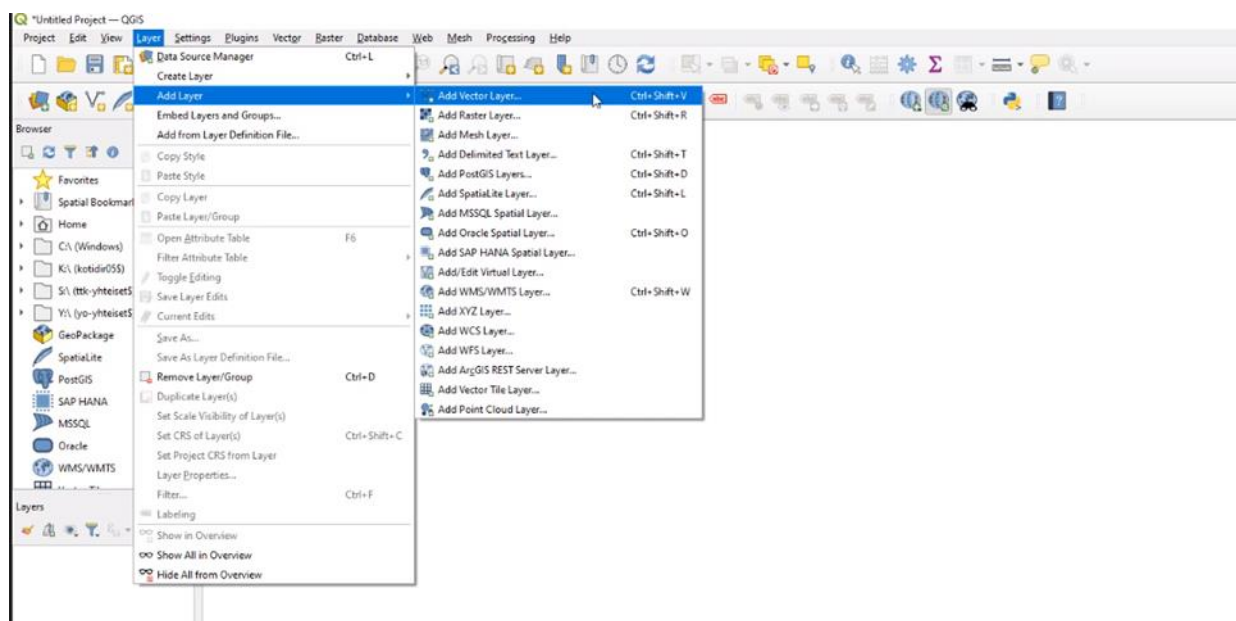 *Untitled Project — QGIS
Project Edit View Layer Settings Plugins Vector Raster Database Web Mesh Processing Help
Data Source Manager Ctrl+L
Create Layer
Add Layer
Embed Layers and Groups...
Add from Layer Definition File...
Copy Style
Paste Style
Copy Layer
Paste Layer/Group
Open Attribute Table F6
Filter Attribute Table
Toggle Editing
Save Layer Edits
Current Edits
Save As...
Save As Layer Definition File...
Remove Layer/Group Ctrl+D
Duplicate Layer(s)
Set Scale Visibility of Layer(s)
Set CRS of Layer(s) Ctrl+Shift+C
Set Project CRS from Layer
Layer Properties...
Filter... Ctrl+F
Labeling
Show in Overview
Show All in Overview
Hide All from Overview
Add Vector Layer... Ctrl+Shift+V
Add Raster Layer... Ctrl+Shift+R
Add Mesh Layer...
Add Delimited Text Layer... Ctrl+Shift+T
Add PostGIS Layers... Ctrl+Shift+D
Add SpatiaLite Layer... Ctrl+Shift+L
Add MSSQL Spatial Layer...
Add Oracle Spatial Layer... Ctrl+Shift+O
Add SAP HANA Spatial Layer...
Add/Edit Virtual Layer...
Add WMS/WMTS Layer... Ctrl+Shift+W
Add XYZ Layer...
Add WCS Layer...
Add WFS Layer...
Add ArcGIS REST Server Layer...
Add Vector Tile Layer...
Add Point Cloud Layer...
abc
Browser
Favorites
Spatial Bookmar
Home
C:\ (Windows)
K:\ (kotidir05$)
S:\ (ttk-yhteiset$
Y:\ (yo-yhteiset$
GeoPackage
SpatiaLite
PostGIS
SAP HANA
MSSQL
Oracle
WMS/WMTS
Layers